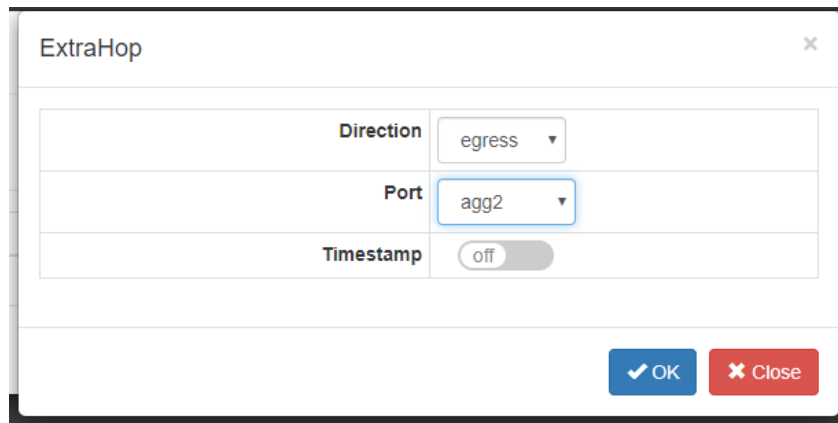 ExtraHop ×
Direction egress ▼
Port agg2 ▼
Timestamp off
✔ OK ✖ Close